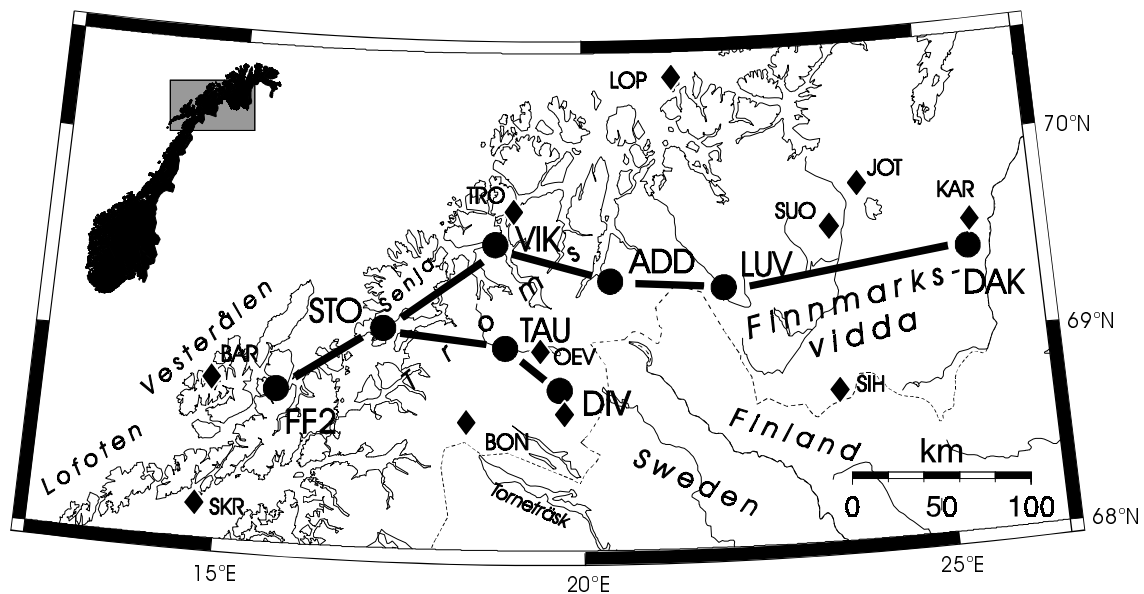 LOP
70°N
JOT
TRO
KAR
SUO
VIK
s
ADD
LUV
DAK
Senja
m
STO
Finnmarks-
vidda
69°N
Vesterålen
o
TAU
BAR
r
OEV
T
SIH
DIV
FF2
Finland
BON
km
Lofoten
Sweden
0 50 100
SKR
Torneträsk
68°N
15°E
20°E
25°E